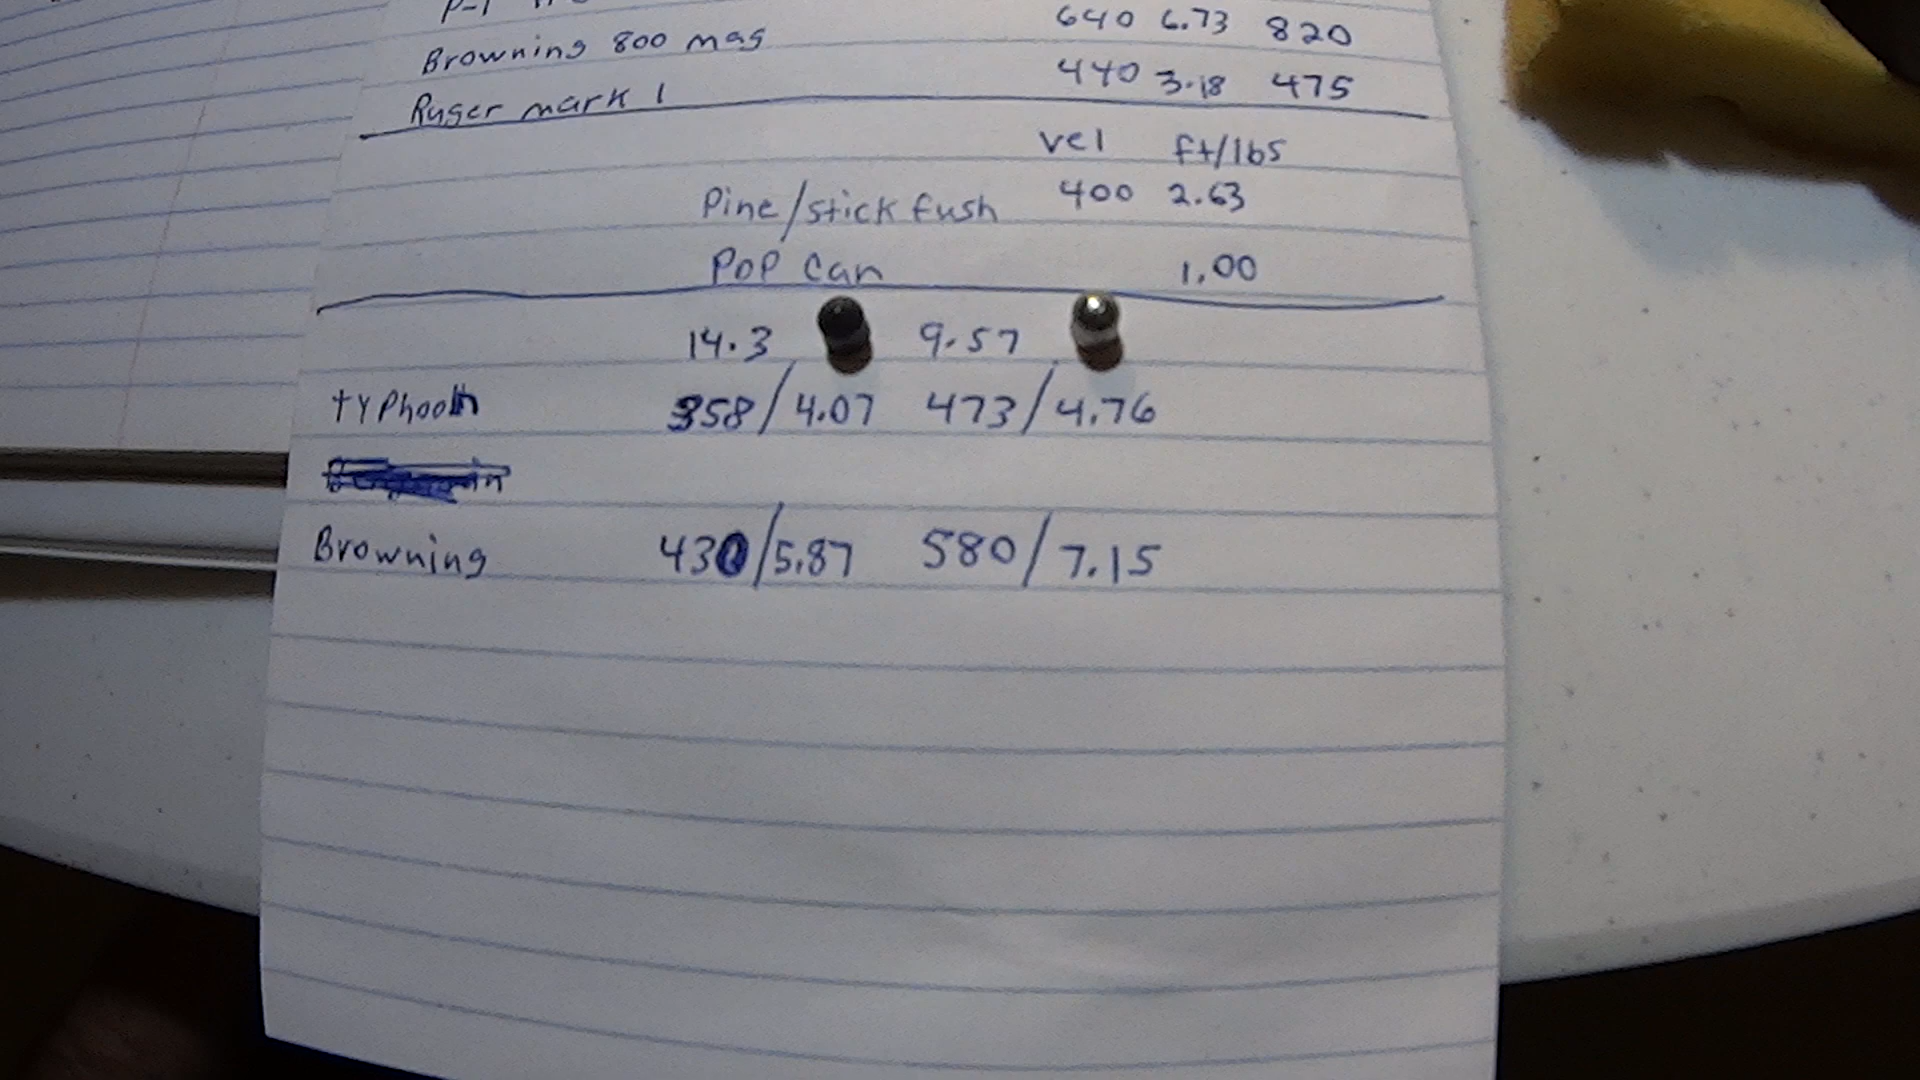 P-1
Browning 800 mag 640 6.73 820
Ruger mark 1 440 3.18 475
vel ft/lbs
Pine/stick fush 400 2.63
Pop Can 1.00
14.3 9.57
typhoon 358/4.07 473/4.76
Browning 430/5.87 580/7.15